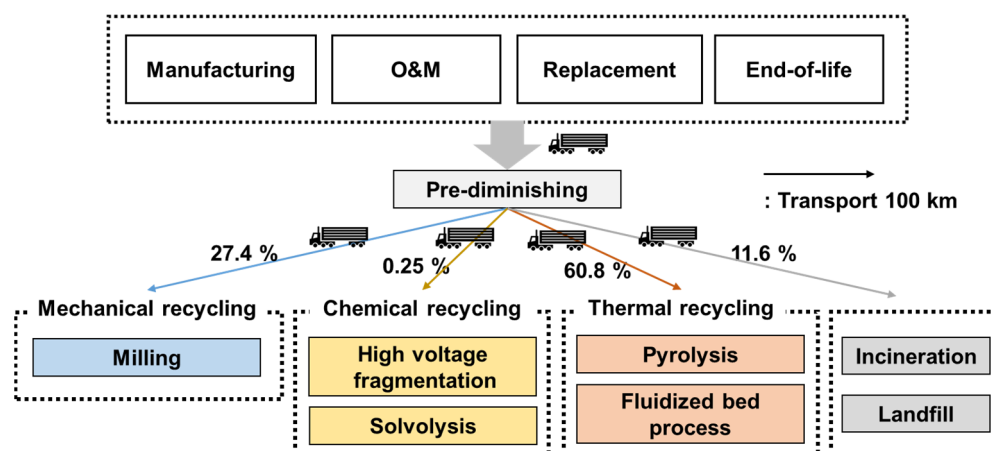 Manufacturing
O&M
Replacement
End-of-life
Pre-diminishing
: Transport 100 km
27.4 %
0.25 %
60.8 %
11.6 %
Mechanical recycling
Chemical recycling
Thermal recycling
Milling
High voltage
fragmentation
Solvolysis
Pyrolysis
Fluidized bed
process
Incineration
Landfill